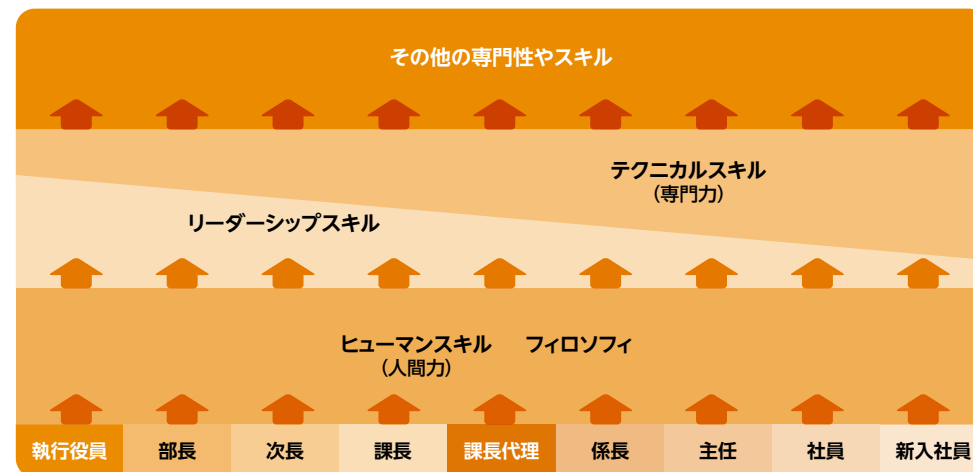 その他の専門性やスキル
テクニカルスキル
(専門力)
リーダーシップスキル
ヒューマンスキル フィロソフィ
(人間力)
執行役員 部長 次長 課長 課長代理 係長 主任 社員 新入社員